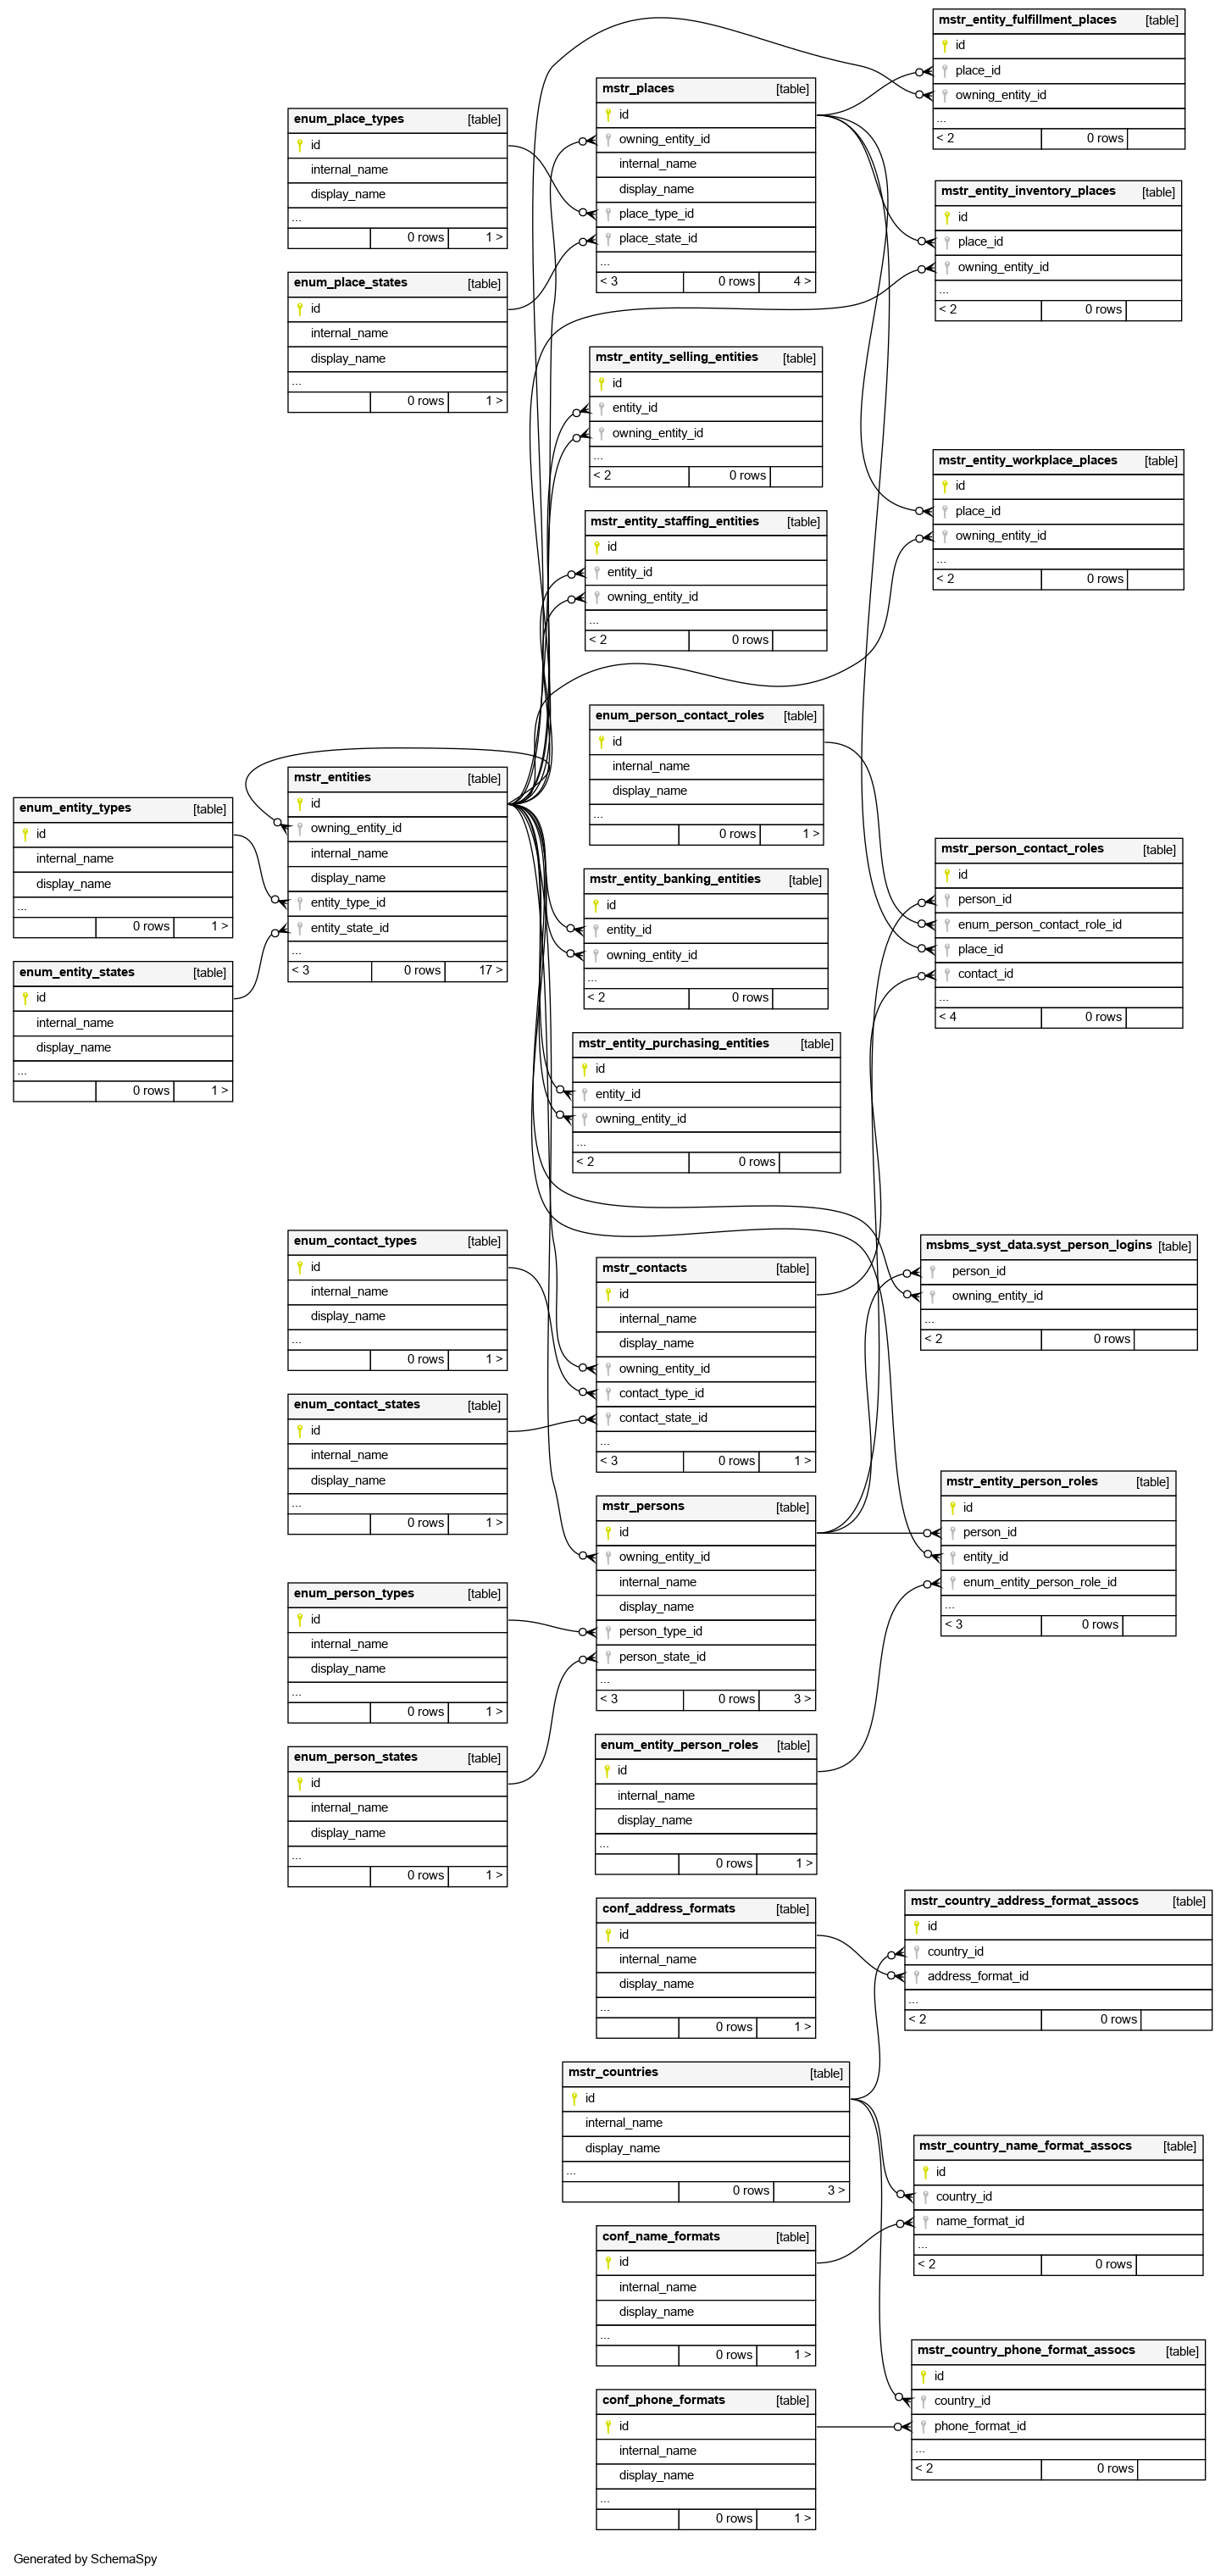 mstr_entity_fulfillment_places [table]
id
place_id
owning_entity_id
...
< 2 0 rows
mstr_places [table]
id
owning_entity_id
internal_name
display_name
place_type_id
place_state_id
...
< 3 0 rows 4 >
enum_place_types [table]
id
internal_name
display_name
...
0 rows 1 >
mstr_entity_inventory_places [table]
id
place_id
owning_entity_id
...
< 2 0 rows
enum_place_states [table]
id
internal_name
display_name
...
0 rows 1 >
mstr_entity_selling_entities [table]
id
entity_id
owning_entity_id
...
< 2 0 rows
mstr_entity_workplace_places [table]
id
place_id
owning_entity_id
...
< 2 0 rows
mstr_entity_staffing_entities [table]
id
entity_id
owning_entity_id
...
< 2 0 rows
enum_person_contact_roles [table]
id
internal_name
display_name
...
0 rows 1 >
mstr_entities [table]
id
owning_entity_id
internal_name
display_name
entity_type_id
entity_state_id
...
< 3 0 rows 17 >
enum_entity_types [table]
id
internal_name
display_name
...
0 rows 1 >
mstr_person_contact_roles [table]
id
person_id
enum_person_contact_role_id
place_id
contact_id
...
< 4 0 rows
mstr_entity_banking_entities [table]
id
entity_id
owning_entity_id
...
< 2 0 rows
enum_entity_states [table]
id
internal_name
display_name
...
0 rows 1 >
mstr_entity_purchasing_entities [table]
id
entity_id
owning_entity_id
...
< 2 0 rows
enum_contact_types [table]
id
internal_name
display_name
...
0 rows 1 >
msbms_syst_data.syst_person_logins [table]
person_id
owning_entity_id
...
< 2 0 rows
mstr_contacts [table]
id
internal_name
display_name
owning_entity_id
contact_type_id
contact_state_id
...
< 3 0 rows 1 >
enum_contact_states [table]
id
internal_name
display_name
...
0 rows 1 >
mstr_entity_person_roles [table]
id
person_id
entity_id
enum_entity_person_role_id
...
< 3 0 rows
mstr_persons [table]
id
owning_entity_id
internal_name
display_name
person_type_id
person_state_id
...
< 3 0 rows 3 >
enum_person_types [table]
id
internal_name
display_name
...
0 rows 1 >
enum_entity_person_roles [table]
id
internal_name
display_name
...
0 rows 1 >
enum_person_states [table]
id
internal_name
display_name
...
0 rows 1 >
mstr_country_address_format_assocs [table]
id
country_id
address_format_id
...
< 2 0 rows
conf_address_formats [table]
id
internal_name
display_name
...
0 rows 1 >
mstr_countries [table]
id
internal_name
display_name
...
0 rows 3 >
mstr_country_name_format_assocs [table]
id
country_id
name_format_id
...
< 2 0 rows
conf_name_formats [table]
id
internal_name
display_name
...
0 rows 1 >
mstr_country_phone_format_assocs [table]
id
country_id
phone_format_id
...
< 2 0 rows
conf_phone_formats [table]
id
internal_name
display_name
...
0 rows 1 >
Generated by SchemaSpy